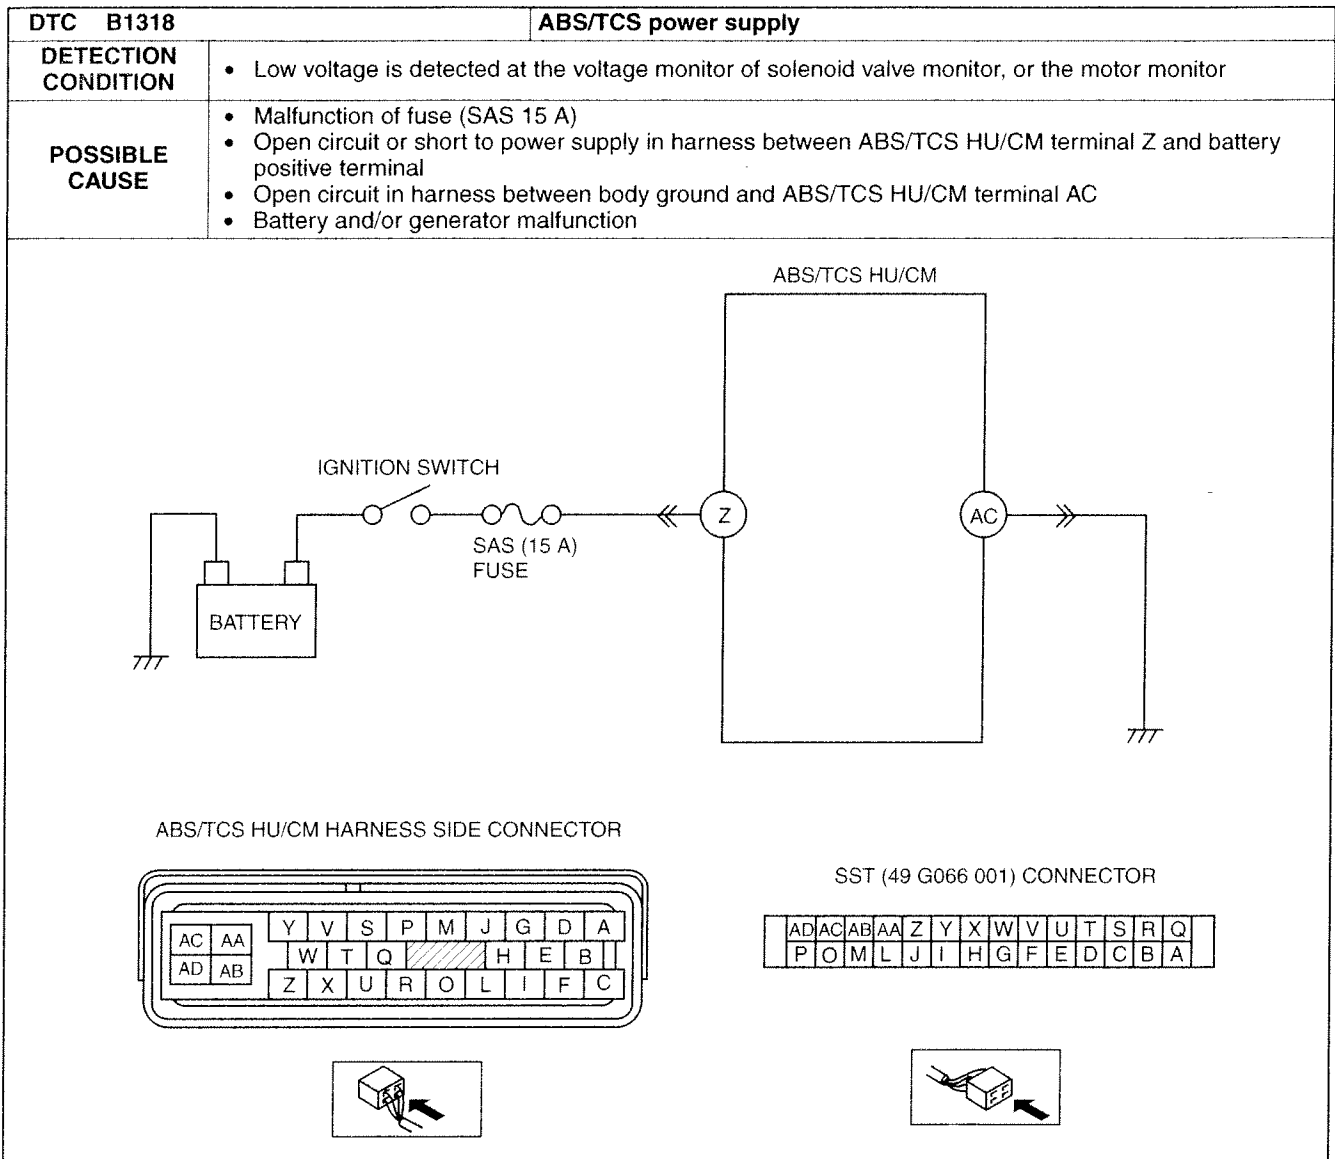 DTC B1318 ABS/TCS power supply
DETECTION CONDITION
• Low voltage is detected at the voltage monitor of solenoid valve monitor, or the motor monitor
POSSIBLE CAUSE
• Malfunction of fuse (SAS 15 A)
• Open circuit or short to power supply in harness between ABS/TCS HU/CM terminal Z and battery
positive terminal
• Open circuit in harness between body ground and ABS/TCS HU/CM terminal AC
• Battery and/or generator malfunction
ABS/TCS HU/CM
IGNITION SWITCH
Z
AC
SAS (15 A)
FUSE
BATTERY
ABS/TCS HU/CM HARNESS SIDE CONNECTOR
AC AA
AD AB
Y V S P M J G D A
W T Q H E B
Z X U R O L I F C
SST (49 G066 001) CONNECTOR
AD AC AB AA Z Y X W V U T S R Q
P O M L J I H G F E D C B A